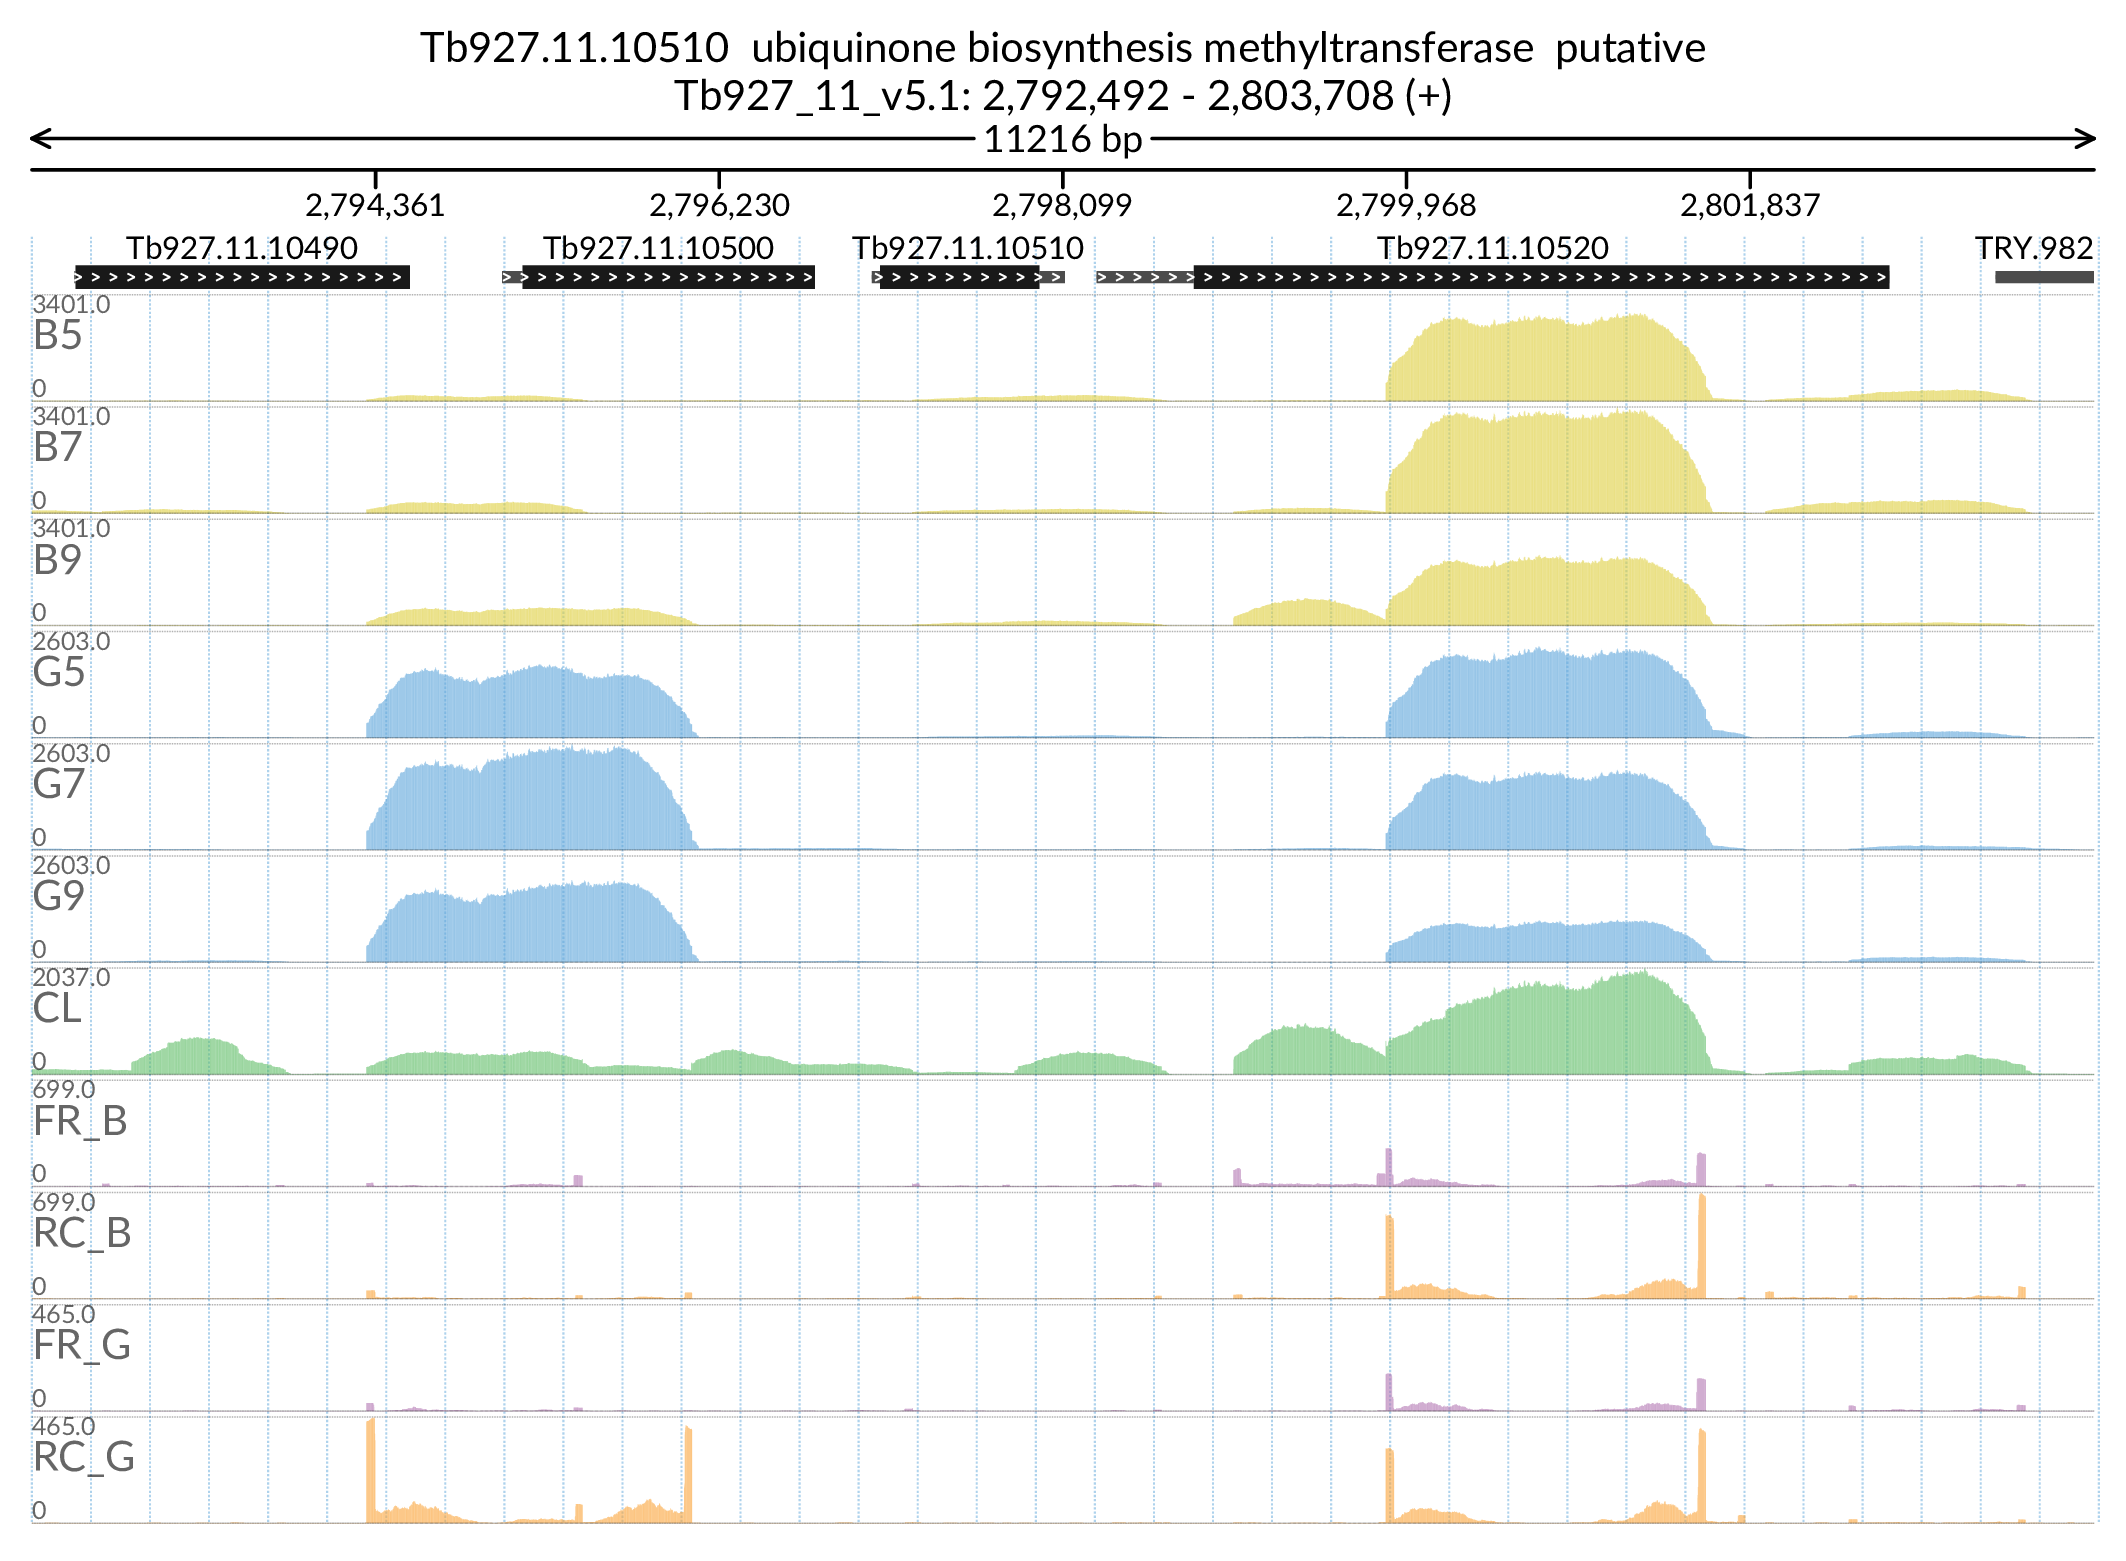 Tb927.11.10510 ubiquinone biosynthesis methyltransferase putative
Tb927_11_v5.1: 2,792,492 - 2,803,708 (+)
11216 bp
2,794,361 2,796,230 2,798,099 2,799,968 2,801,837
Tb927.11.10490 Tb927.11.10500 Tb927.11.10510 Tb927.11.10520 TRY.982
3401.0
B5
0
3401.0
B7
0
3401.0
B9
0
2603.0
G5
0
2603.0
G7
0
2603.0
G9
0
2037.0
CL
0
699.0
FR_B
0
699.0
RC_B
0
465.0
FR_G
0
465.0
RC_G
0